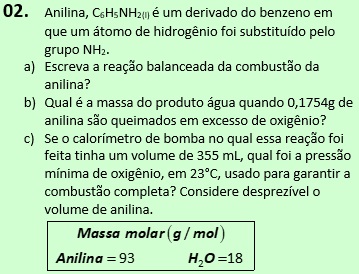 02. Anilina, C₆H₅NH₂₍ₗ₎ é um derivado do benzeno em
que um átomo de hidrogênio foi substituído pelo
grupo NH₂.
a) Escreva a reação balanceada da combustão da
anilina?
b) Qual é a massa do produto água quando 0,1754g de
anilina são queimados em excesso de oxigênio?
c) Se o calorímetro de bomba no qual essa reação foi
feita tinha um volume de 355 mL, qual foi a pressão
mínima de oxigênio, em 23°C, usado para garantir a
combustão completa? Considere desprezível o
volume de anilina.
Massa molar (g / mol)
Anilina = 93 H₂O =18